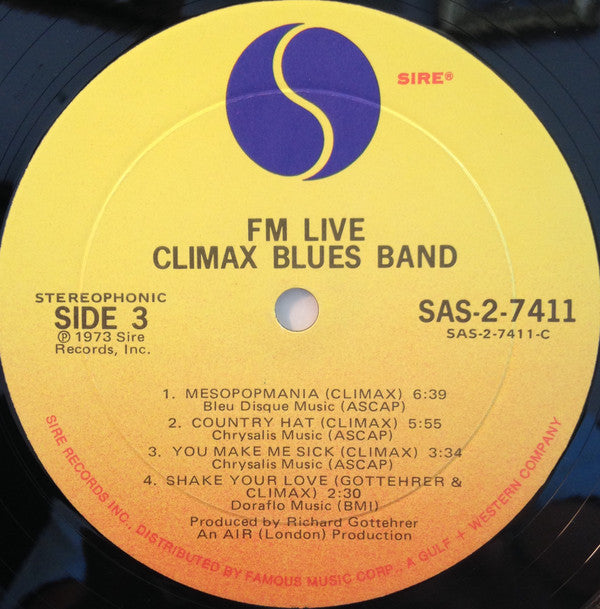 SIRE®
FM LIVE
CLIMAX BLUES BAND
STEREOPHONIC
SIDE 3
℗ 1973 Sire
Records, Inc.
SAS-2-7411
SAS-2-7411-C
1. MESOPOPMANIA (CLIMAX) 6:39
Bleu Disque Music (ASCAP)
2. COUNTRY HAT (CLIMAX) 5:55
Chrysalis Music (ASCAP)
3. YOU MAKE ME SICK (CLIMAX) 3:34
Chrysalis Music (ASCAP)
4. SHAKE YOUR LOVE (GOTTEHRER &
CLIMAX) 2:30
Doraflo Music (BMI)
Produced by Richard Gottehrer
An AIR (London) Production
SIRE RECORDS INC., DISTRIBUTED BY FAMOUS MUSIC CORP., A GULF + WESTERN COMPANY